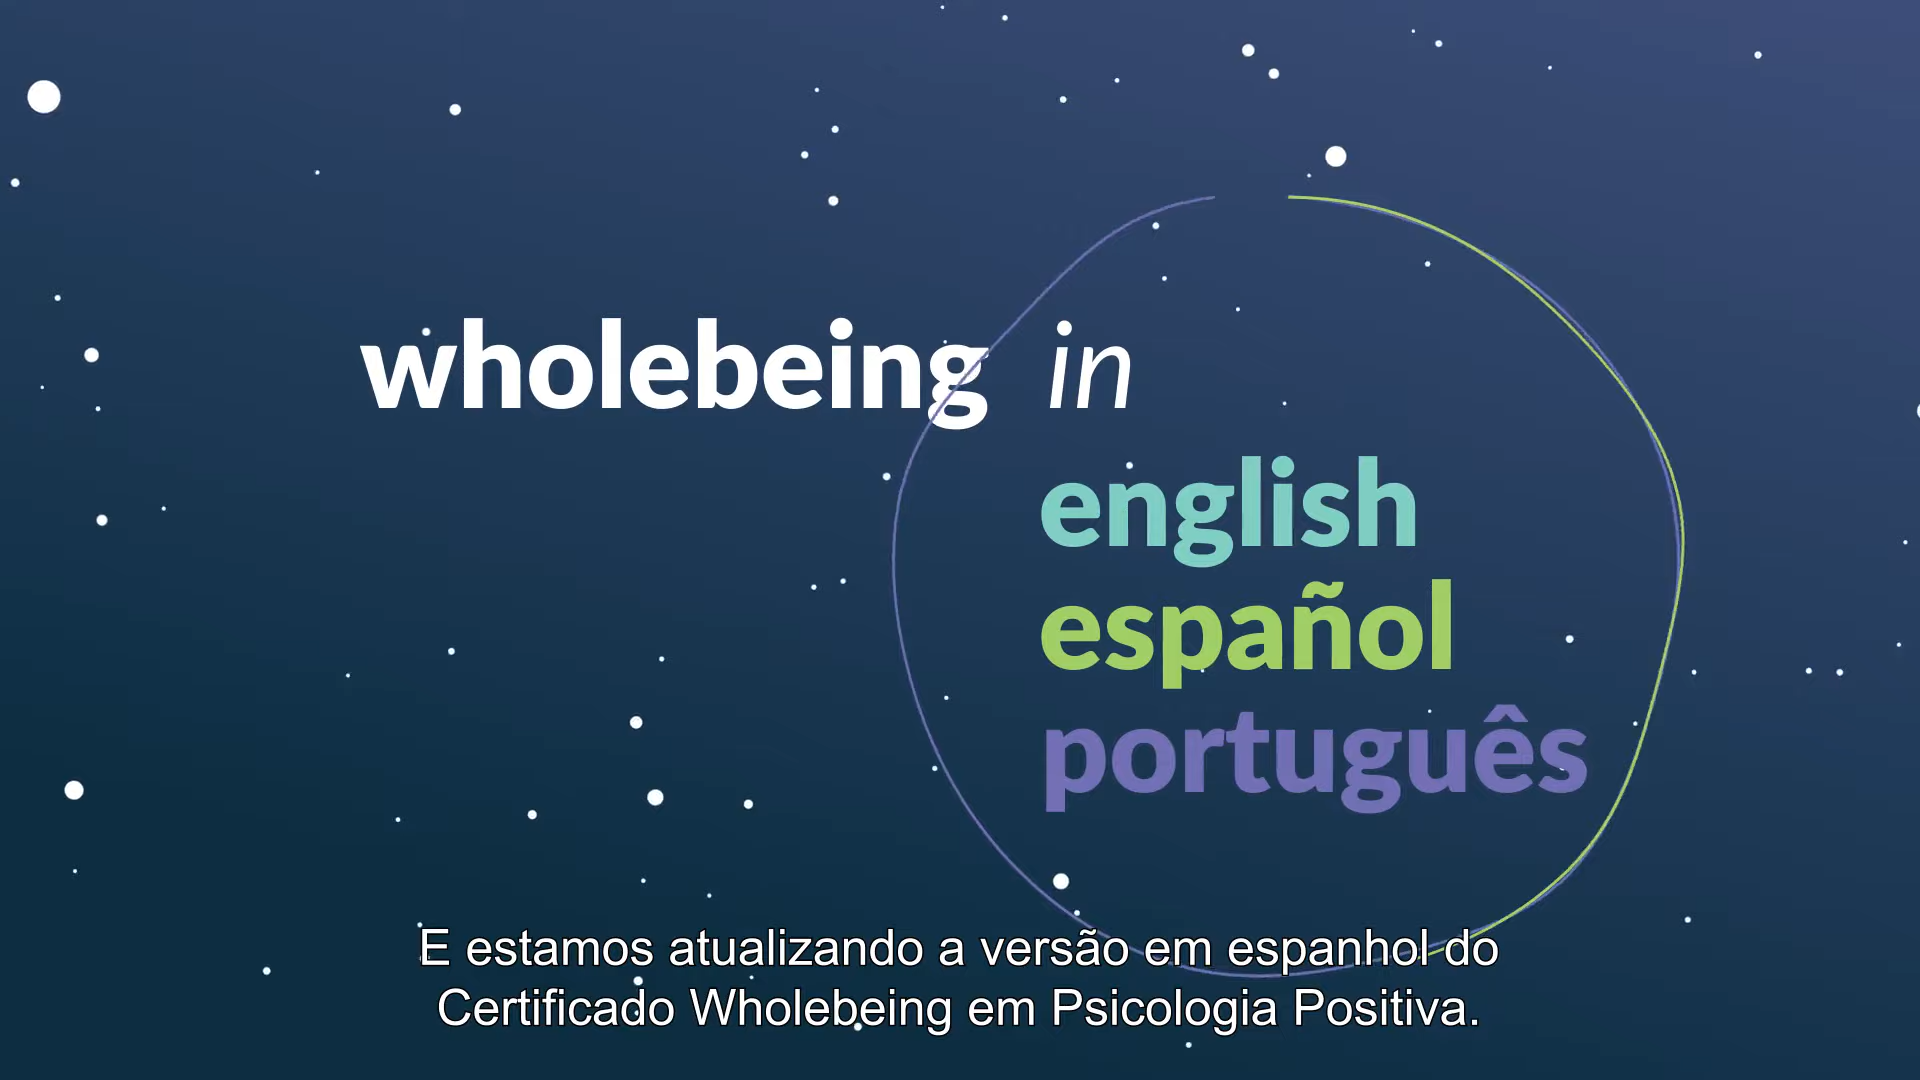 wholebeing in
english
español
português
E estamos atualizando a versão em espanhol do
Certificado Wholebeing em Psicologia Positiva.